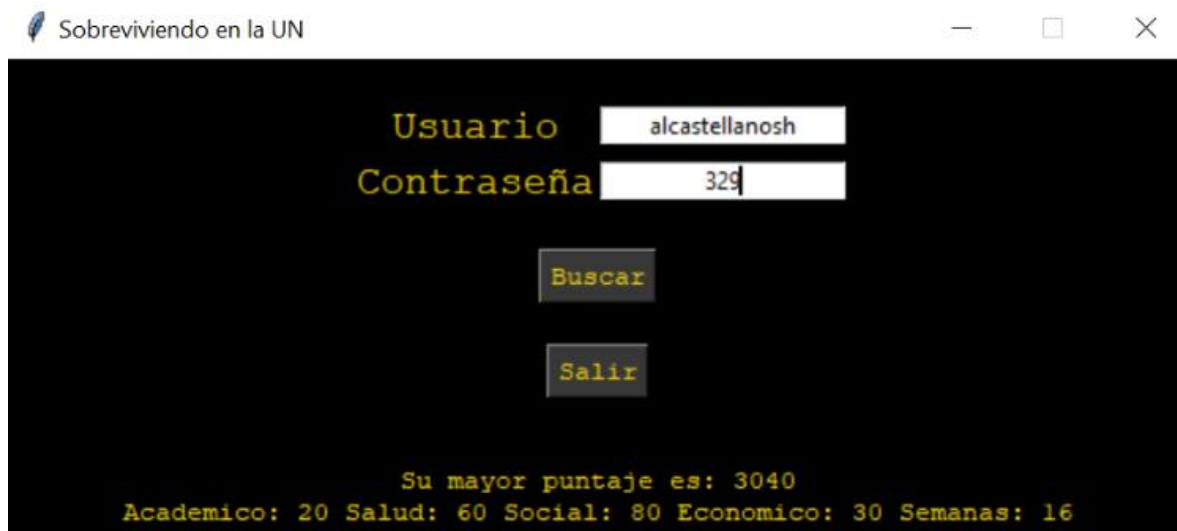 Sobreviviendo en la UN
Usuario alcastellanosh
Contraseña 329
Buscar
Salir
Su mayor puntaje es: 3040
Academico: 20 Salud: 60 Social: 80 Economico: 30 Semanas: 16